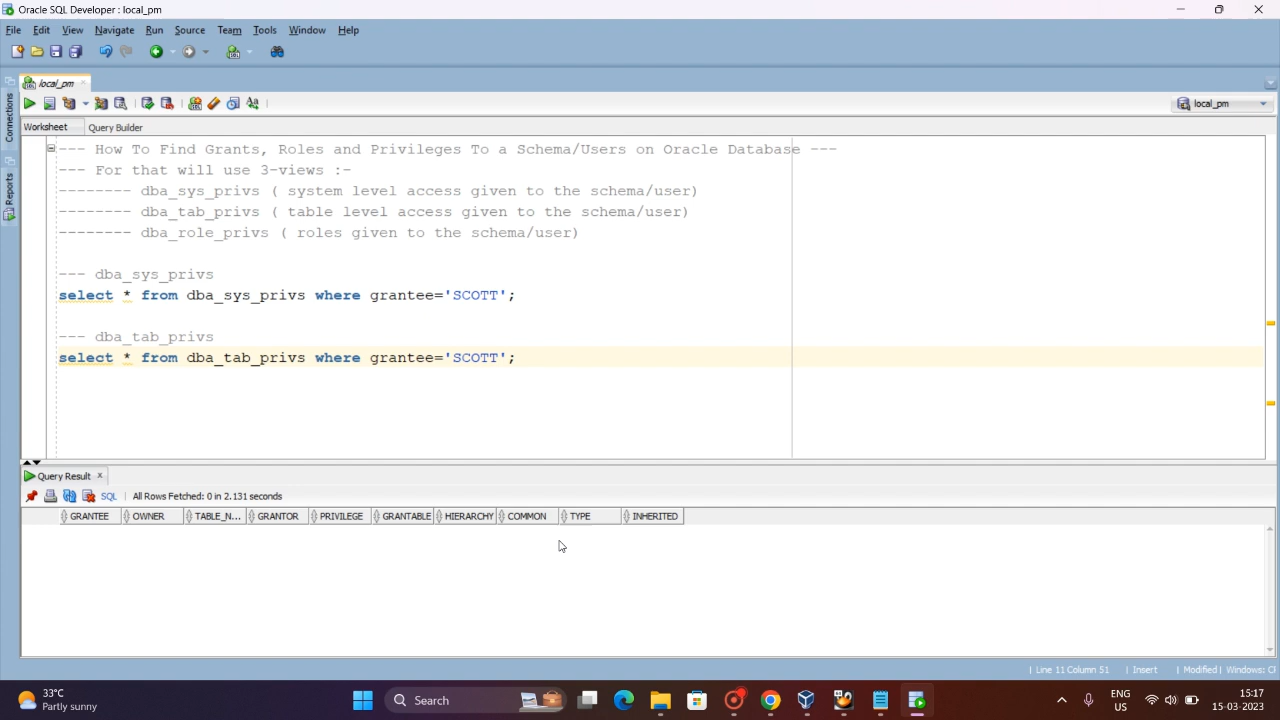 Oracle SQL Developer : local_pm
File Edit View Navigate Run Source Team Tools Window Help
local_pm
local_pm
Connections
Reports
Worksheet Query Builder
--- How To Find Grants, Roles and Privileges To a Schema/Users on Oracle Database ---
--- For that will use 3-views :-
-------- dba_sys_privs ( system level access given to the schema/user)
-------- dba_tab_privs ( table level access given to the schema/user)
-------- dba_role_privs ( roles given to the schema/user)
--- dba_sys_privs
select * from dba_sys_privs where grantee='SCOTT';
--- dba_tab_privs
select * from dba_tab_privs where grantee='SCOTT';
Query Result
SQL All Rows Fetched: 0 in 2.131 seconds
GRANTEE OWNER TABLE_N... GRANTOR PRIVILEGE GRANTABLE HIERARCHY COMMON TYPE INHERITED
Line 11 Column 51 Insert Modified Windows: CF
33°C
Partly sunny
Search
ENG
US
15:17
15-03-2023